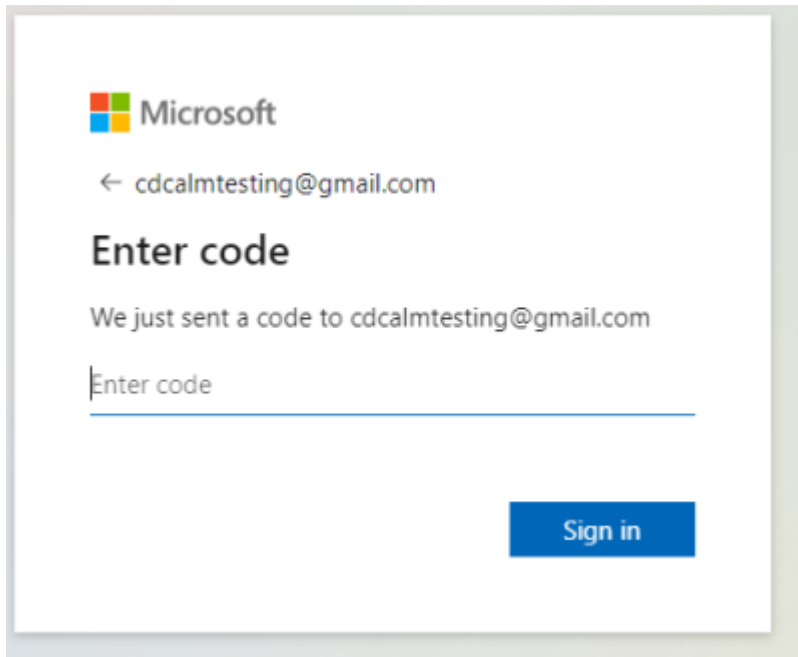 Microsoft
← cdcalmtesting@gmail.com
Enter code
We just sent a code to cdcalmtesting@gmail.com
Enter code
Sign in